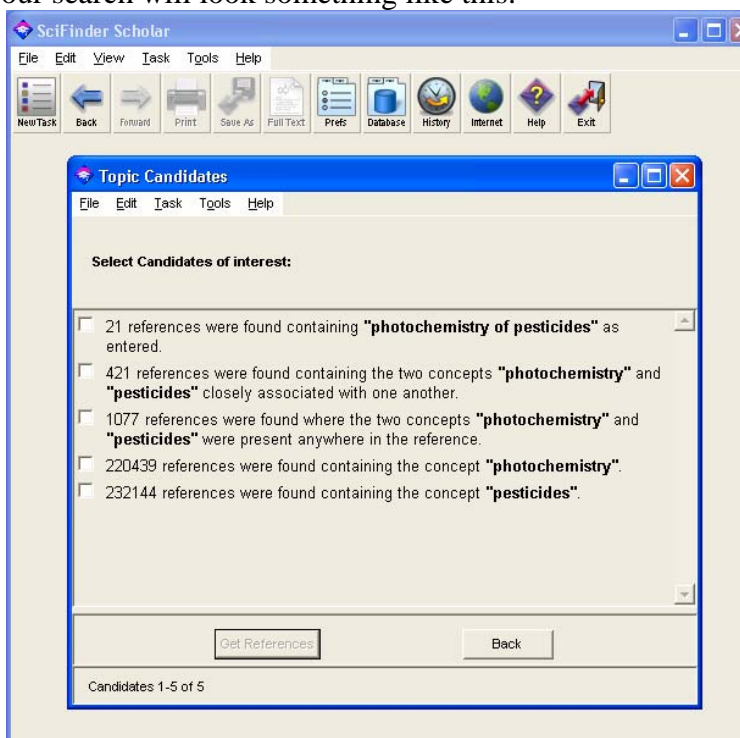 our search will look something like this:
SciFinder Scholar
File Edit View Task Tools Help
NewTask Back Forward Print Save As Full Text Prefs Database History Internet Help Exit
Topic Candidates
File Edit Task Tools Help
Select Candidates of interest:
21 references were found containing "photochemistry of pesticides" as
entered.
421 references were found containing the two concepts "photochemistry" and
"pesticides" closely associated with one another.
1077 references were found where the two concepts "photochemistry" and
"pesticides" were present anywhere in the reference.
220439 references were found containing the concept "photochemistry".
232144 references were found containing the concept "pesticides".
Get References Back
Candidates 1-5 of 5